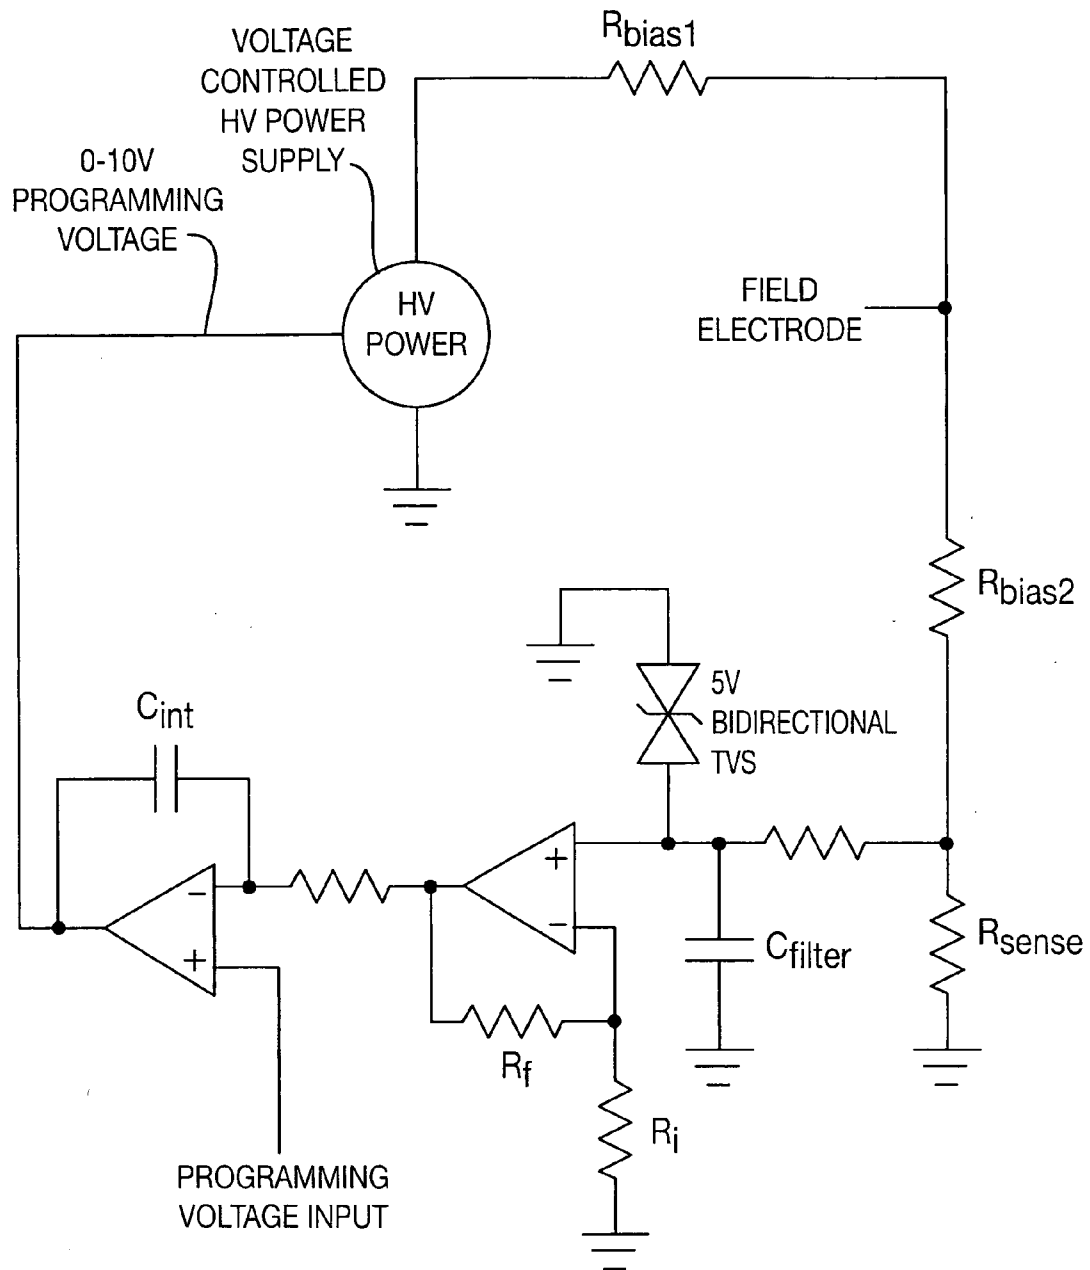 Rbias1
VOLTAGE
CONTROLLED
HV POWER
SUPPLY
0-10V
PROGRAMMING
VOLTAGE
HV
POWER
FIELD
ELECTRODE
Rbias2
5V
BIDIRECTIONAL
TVS
Cint
+
−
−
+
Cfilter
Rsense
Rf
Ri
PROGRAMMING
VOLTAGE INPUT